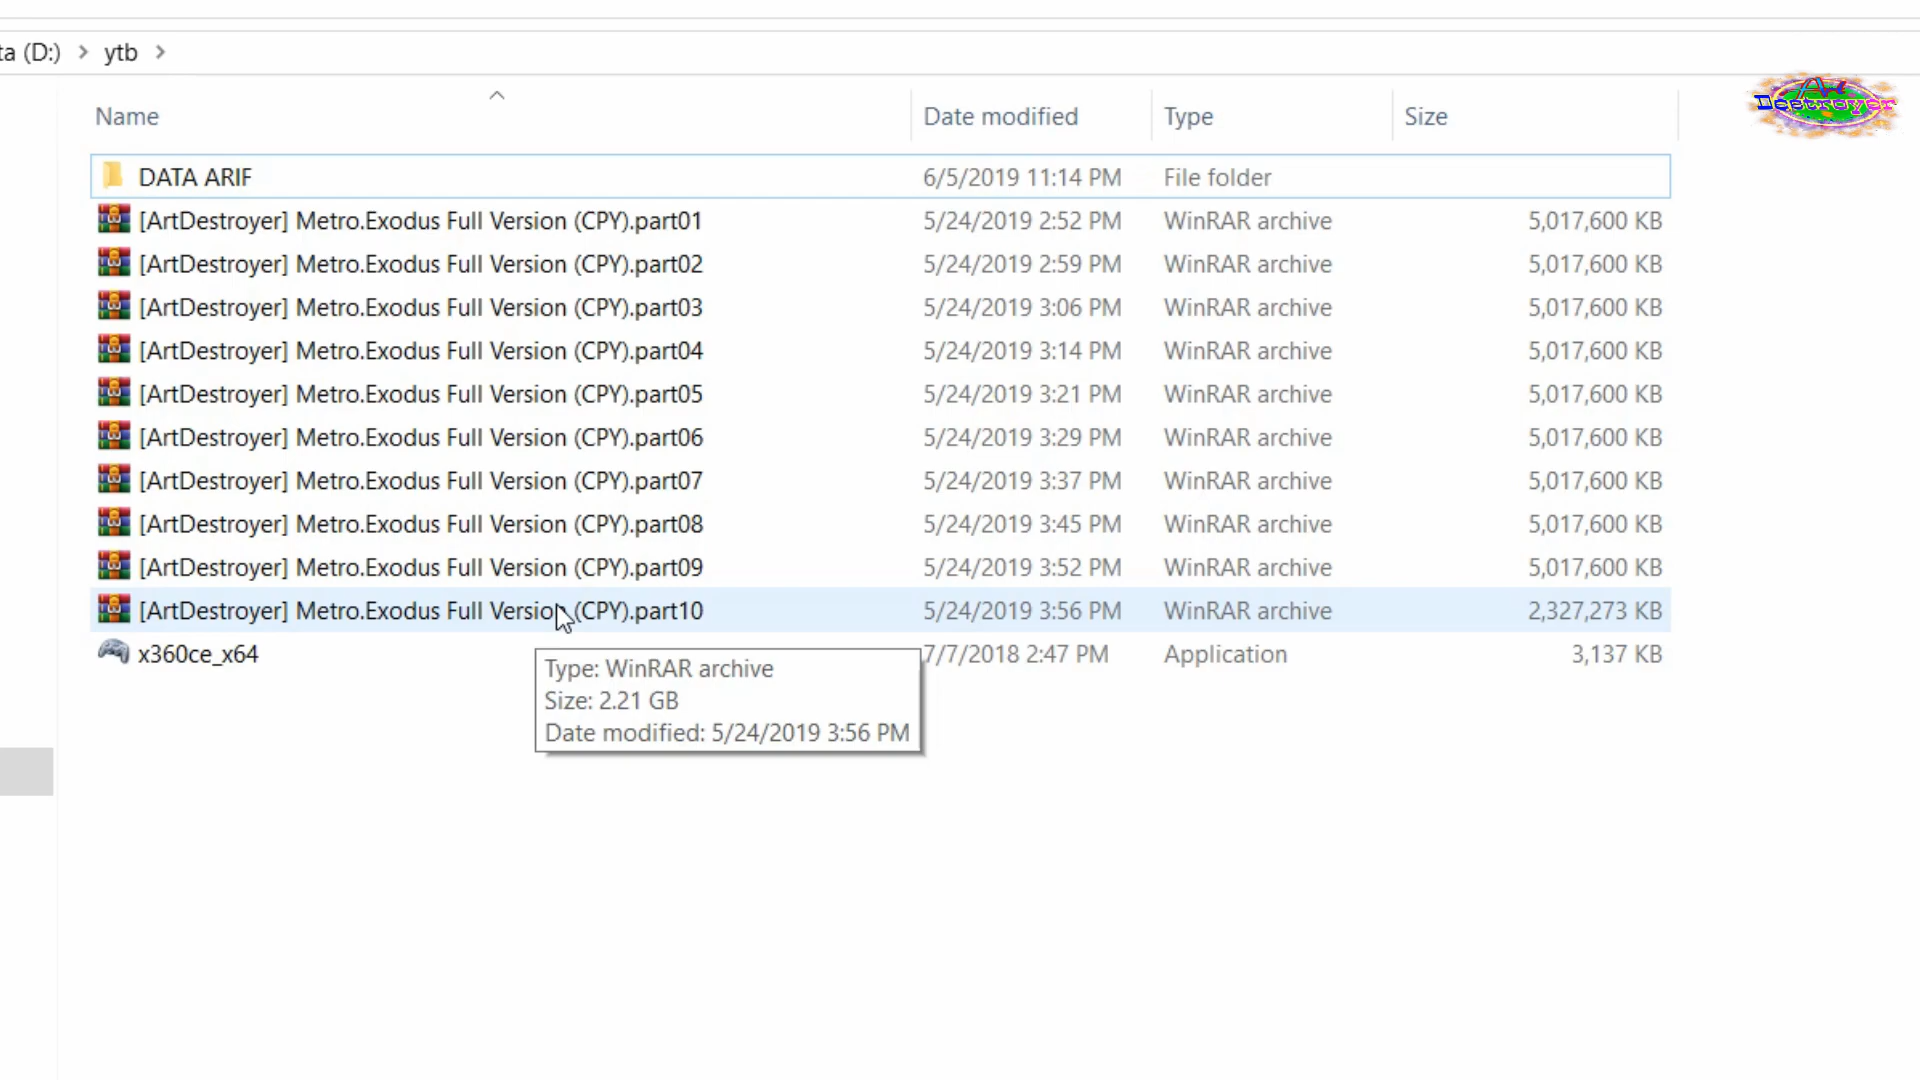 ta (D:) > ytb >
Name Date modified Type Size
DATA ARIF 6/5/2019 11:14 PM File folder
[ArtDestroyer] Metro.Exodus Full Version (CPY).part01 5/24/2019 2:52 PM WinRAR archive 5,017,600 KB
[ArtDestroyer] Metro.Exodus Full Version (CPY).part02 5/24/2019 2:59 PM WinRAR archive 5,017,600 KB
[ArtDestroyer] Metro.Exodus Full Version (CPY).part03 5/24/2019 3:06 PM WinRAR archive 5,017,600 KB
[ArtDestroyer] Metro.Exodus Full Version (CPY).part04 5/24/2019 3:14 PM WinRAR archive 5,017,600 KB
[ArtDestroyer] Metro.Exodus Full Version (CPY).part05 5/24/2019 3:21 PM WinRAR archive 5,017,600 KB
[ArtDestroyer] Metro.Exodus Full Version (CPY).part06 5/24/2019 3:29 PM WinRAR archive 5,017,600 KB
[ArtDestroyer] Metro.Exodus Full Version (CPY).part07 5/24/2019 3:37 PM WinRAR archive 5,017,600 KB
[ArtDestroyer] Metro.Exodus Full Version (CPY).part08 5/24/2019 3:45 PM WinRAR archive 5,017,600 KB
[ArtDestroyer] Metro.Exodus Full Version (CPY).part09 5/24/2019 3:52 PM WinRAR archive 5,017,600 KB
[ArtDestroyer] Metro.Exodus Full Version (CPY).part10 5/24/2019 3:56 PM WinRAR archive 2,327,273 KB
x360ce_x64 7/7/2018 2:47 PM Application 3,137 KB
Type: WinRAR archive
Size: 2.21 GB
Date modified: 5/24/2019 3:56 PM
Art
Destroyer